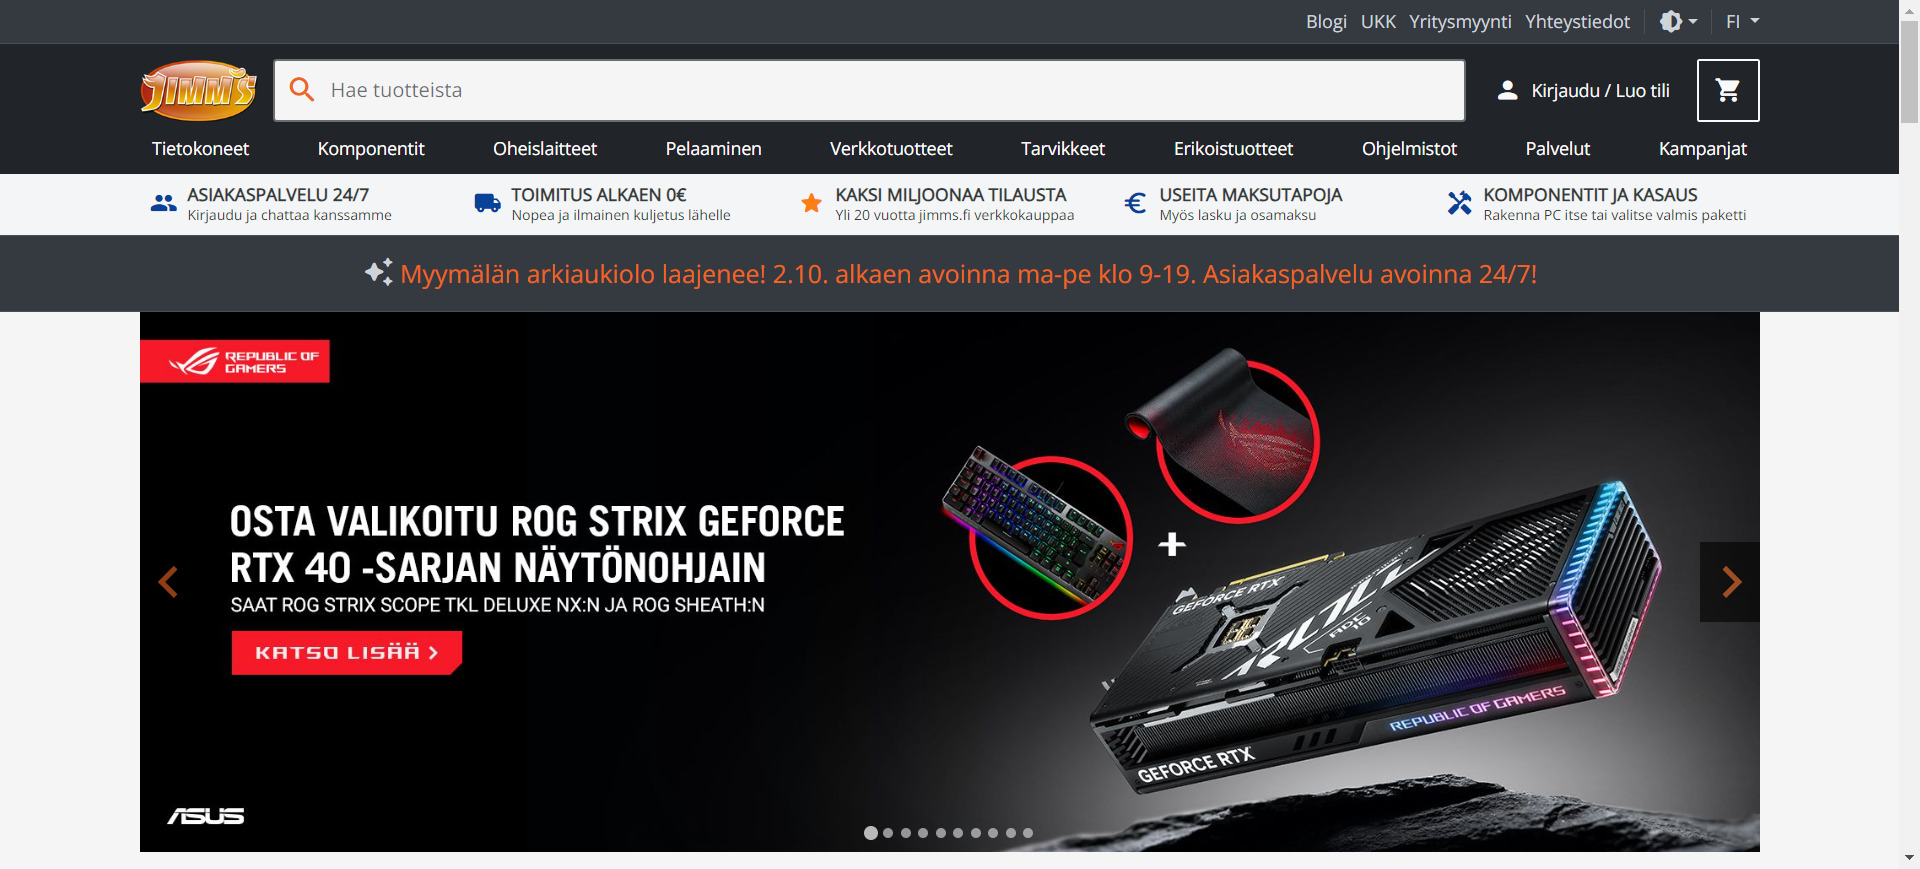 Blogi UKK Yritysmyynti Yhteystiedot FI
JIMM'S
Hae tuotteista
Kirjaudu / Luo tili
Tietokoneet Komponentit Oheislaitteet Pelaaminen Verkkotuotteet Tarvikkeet Erikoistuotteet Ohjelmistot Palvelut Kampanjat
ASIAKASPALVELU 24/7
Kirjaudu ja chattaa kanssamme
TOIMITUS ALKAEN 0€
Nopea ja ilmainen kuljetus lähelle
KAKSI MILJOONAA TILAUSTA
Yli 20 vuotta jimms.fi verkkokauppaa
USEITA MAKSUTAPOJA
Myös lasku ja osamaksu
KOMPONENTIT JA KASAUS
Rakenna PC itse tai valitse valmis paketti
Myymälän arkiaukiolo laajenee! 2.10. alkaen avoinna ma-pe klo 9-19. Asiakaspalvelu avoinna 24/7!
REPUBLIC OF
GAMERS
OSTA VALIKOITU ROG STRIX GEFORCE
RTX 40 -SARJAN NÄYTÖNOHJAIN
SAAT ROG STRIX SCOPE TKL DELUXE NX:N JA ROG SHEATH:N
KATSO LISÄÄ >
+
GEFORCE RTX
REPUBLIC OF GAMERS
GEFORCE RTX
ASUS